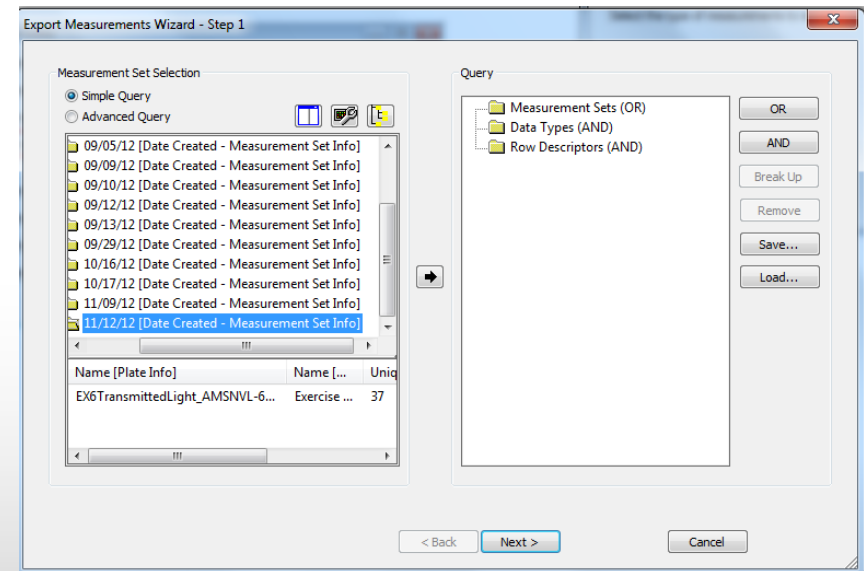 Export Measurements Wizard - Step 1
Measurement Set Selection
Simple Query
Advanced Query
09/05/12 [Date Created - Measurement Set Info]
09/09/12 [Date Created - Measurement Set Info]
09/10/12 [Date Created - Measurement Set Info]
09/12/12 [Date Created - Measurement Set Info]
09/13/12 [Date Created - Measurement Set Info]
09/29/12 [Date Created - Measurement Set Info]
10/16/12 [Date Created - Measurement Set Info]
10/17/12 [Date Created - Measurement Set Info]
11/09/12 [Date Created - Measurement Set Info]
11/12/12 [Date Created - Measurement Set Info]
Name [Plate Info] Name [... Uniq
EX6TransmittedLight_AMSNVL-6... Exercise ... 37
Query
Measurement Sets (OR)
Data Types (AND)
Row Descriptors (AND)
OR
AND
Break Up
Remove
Save...
Load...
< Back Next > Cancel